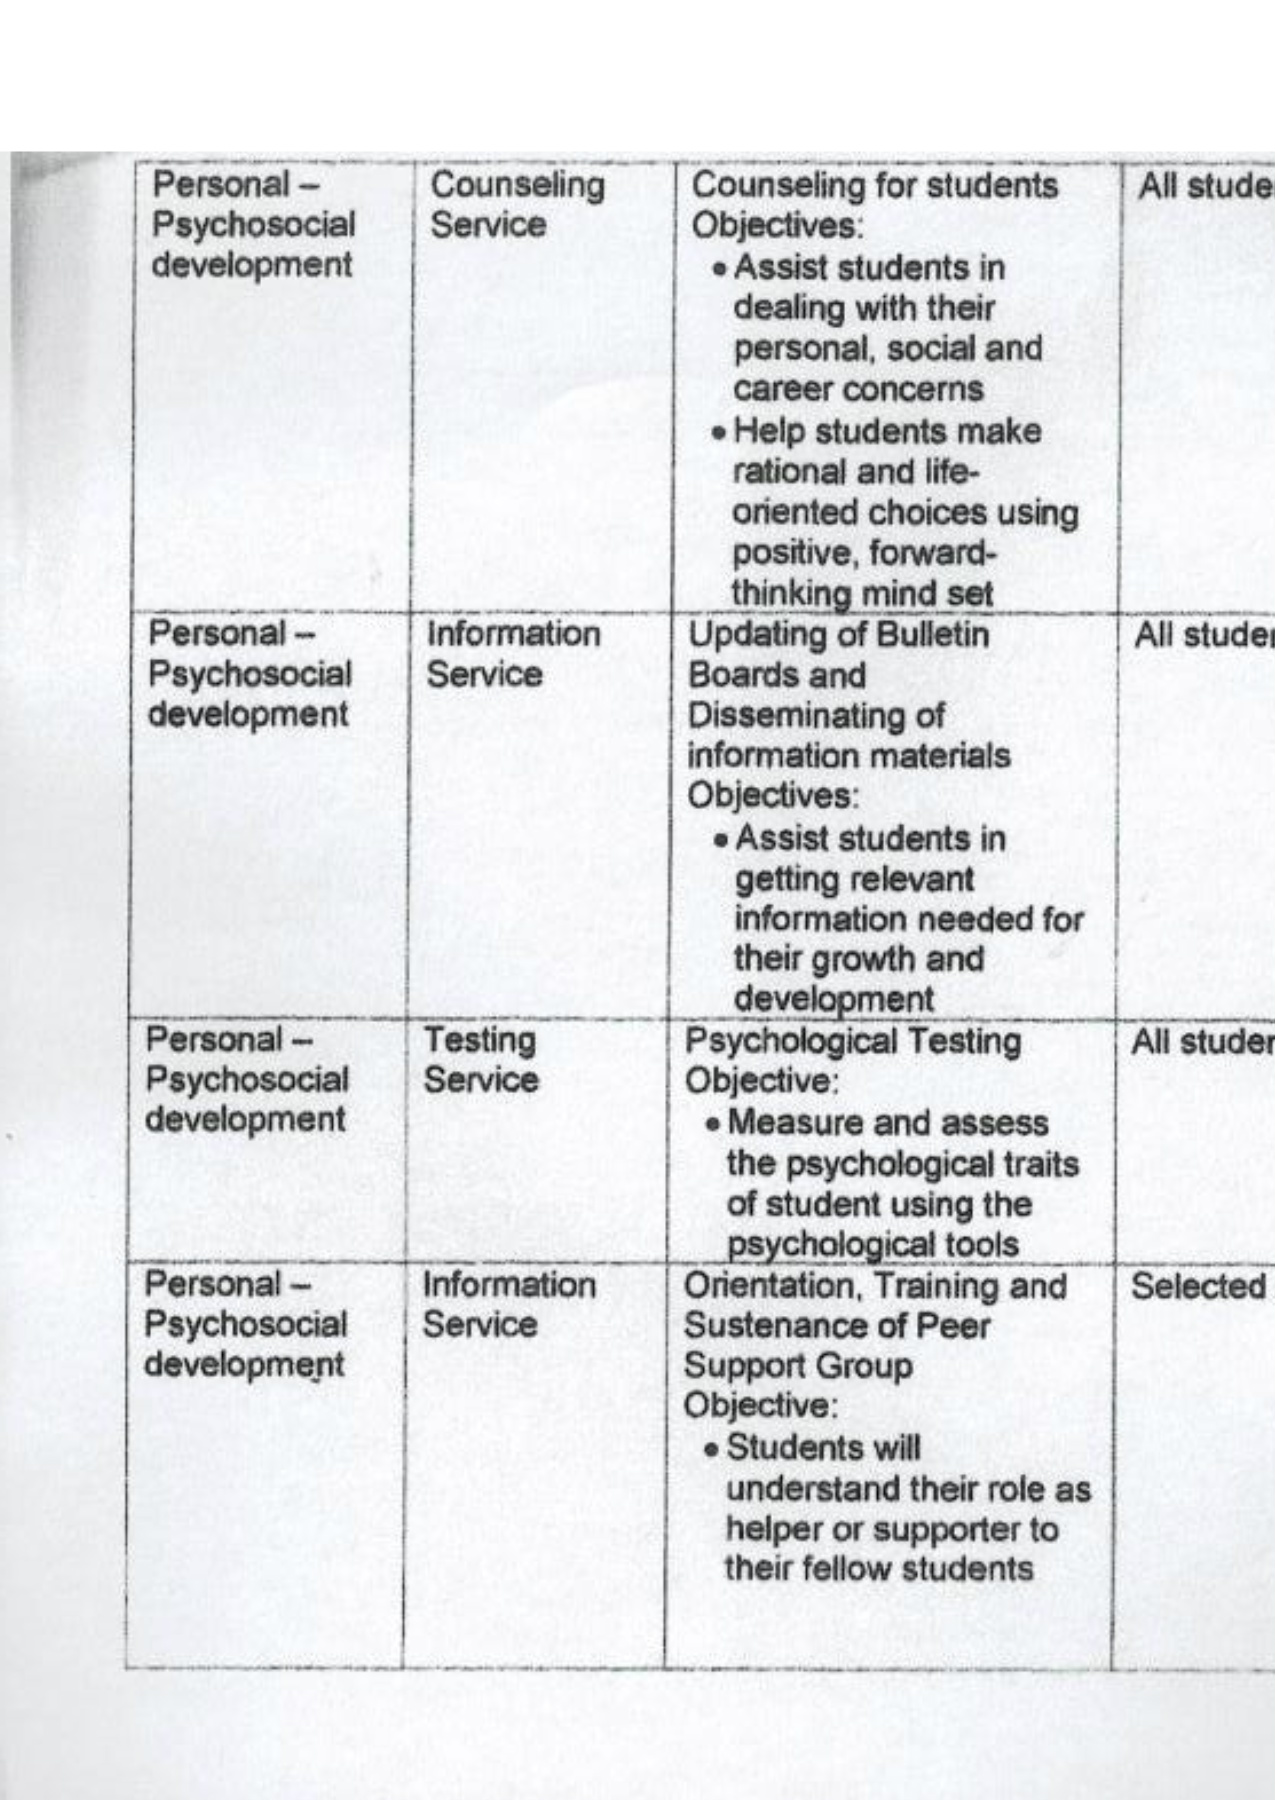 Personal –
Psychosocial
development
Counseling
Service
Counseling for students
Objectives:
• Assist students in
dealing with their
personal, social and
career concerns
• Help students make
rational and life-
oriented choices using
positive, forward-
thinking mind set
All stude
Personal –
Psychosocial
development
Information
Service
Updating of Bulletin
Boards and
Disseminating of
information materials
Objectives:
• Assist students in
getting relevant
information needed for
their growth and
development
All studen
Personal –
Psychosocial
development
Testing
Service
Psychological Testing
Objective:
• Measure and assess
the psychological traits
of student using the
psychological tools
All studen
Personal –
Psychosocial
development
Information
Service
Orientation, Training and
Sustenance of Peer
Support Group
Objective:
• Students will
understand their role as
helper or supporter to
their fellow students
Selected